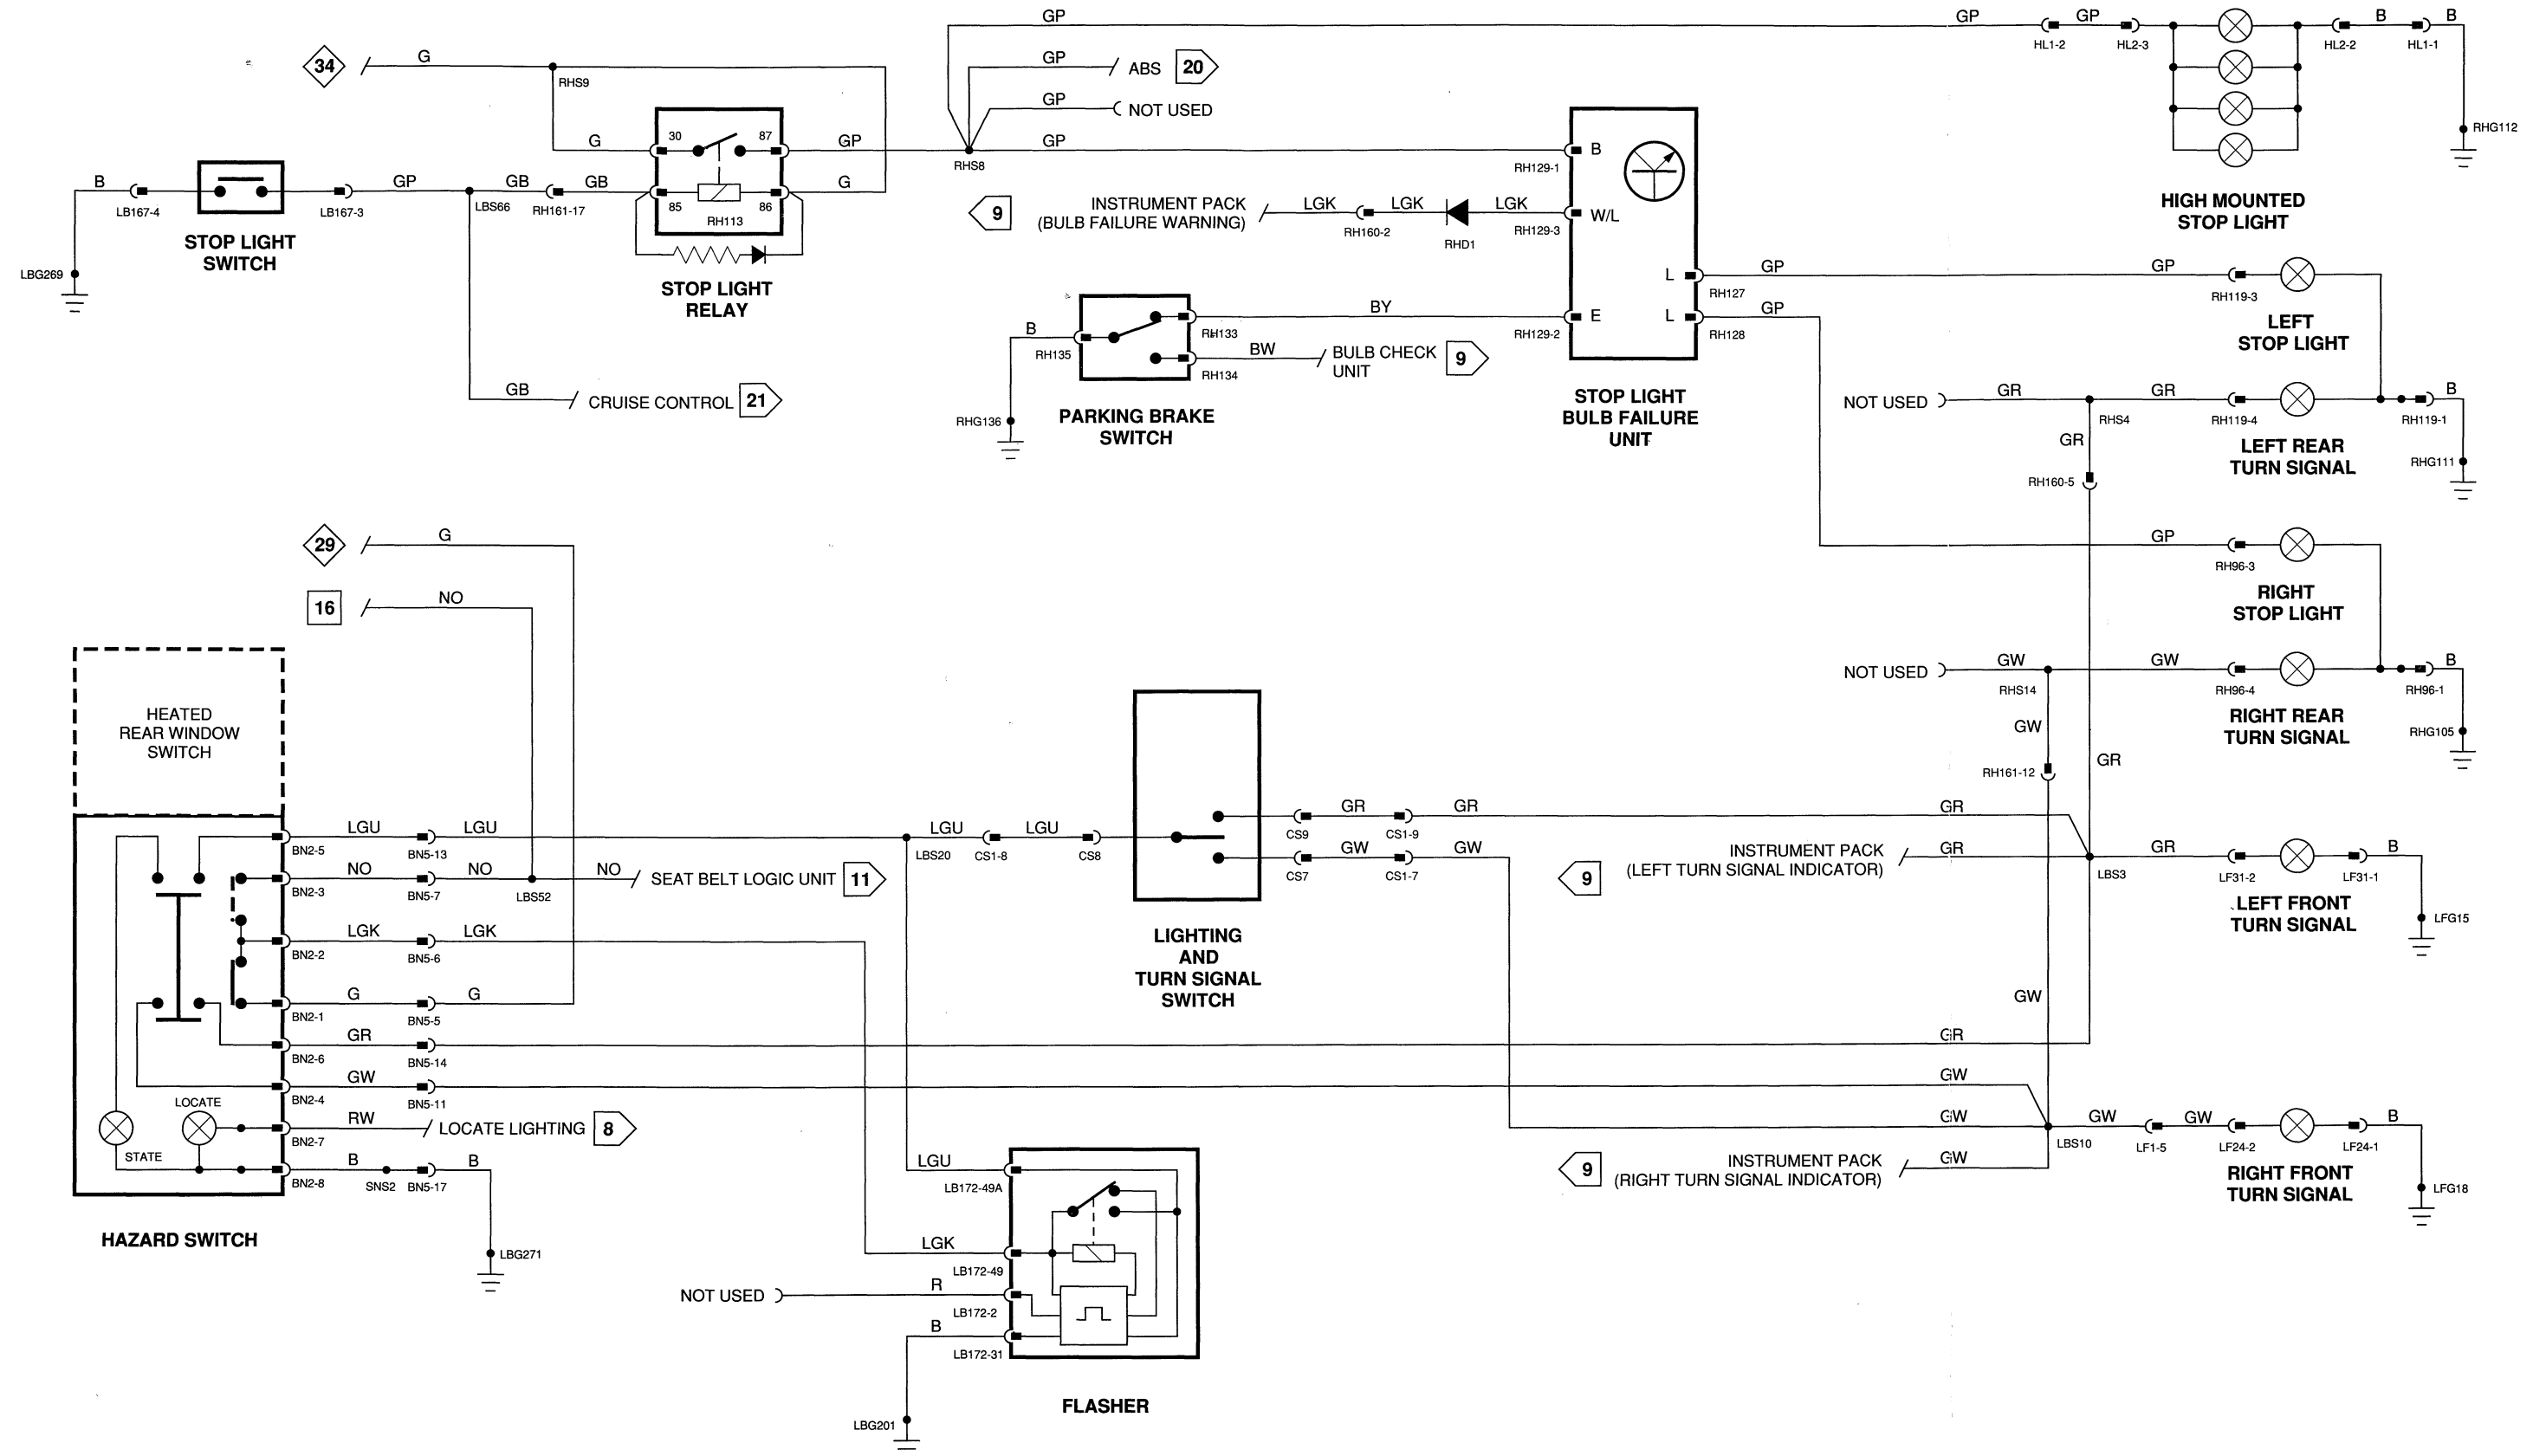 GP
GP
GP
B
B
HL1-2
HL2-3
HL2-2
HL1-1
RHG112
HIGH MOUNTED
STOP LIGHT
34
G
RHS9
GP
ABS
20
GP
NOT USED
G
30
87
GP
RHS8
GP
RH129-1
B
B
LB167-4
LB167-3
GP
LBS66
GB
RH161-17
GB
85
86
RH113
G
STOP LIGHT
SWITCH
LBG269
STOP LIGHT
RELAY
GB
CRUISE CONTROL
21
9
INSTRUMENT PACK
(BULB FAILURE WARNING)
LGK
RH160-2
LGK
RHD1
LGK
RH129-3
W/L
B
RH135
RHG136
RH133
BY
RH129-2
E
RH134
BW
BULB CHECK
UNIT
9
PARKING BRAKE
SWITCH
L
RH127
L
RH128
STOP LIGHT
BULB FAILURE
UNIT
GP
GP
RH119-3
LEFT
STOP LIGHT
GP
NOT USED
GR
RHS4
GR
RH119-4
B
RH119-1
RHG111
LEFT REAR
TURN SIGNAL
GR
RH160-5
GP
RH96-3
RIGHT
STOP LIGHT
NOT USED
GW
RHS14
GW
RH96-4
B
RH96-1
RHG105
RIGHT REAR
TURN SIGNAL
GW
RH161-12
GR
29
G
16
NO
HEATED
REAR WINDOW
SWITCH
LGU
BN2-5
BN5-13
LGU
LBS20
LGU
CS1-8
LGU
CS8
NO
BN2-3
BN5-7
NO
LBS52
NO
SEAT BELT LOGIC UNIT
11
LGK
BN2-2
BN5-6
LGK
G
BN2-1
BN5-5
G
GR
BN2-6
BN5-14
GR
GW
BN2-4
BN5-11
GW
LOCATE
STATE
RW
BN2-7
LOCATE LIGHTING
8
B
BN2-8
SNS2
BN5-17
B
LBG271
HAZARD SWITCH
CS9
GR
CS1-9
GR
GR
CS7
GW
CS1-7
GW
LIGHTING
AND
TURN SIGNAL
SWITCH
9
INSTRUMENT PACK
(LEFT TURN SIGNAL INDICATOR)
GR
LBS3
GR
LF31-2
LF31-1
B
LFG15
LEFT FRONT
TURN SIGNAL
GW
GW
LBS10
GW
LF1-5
GW
LF24-2
LF24-1
B
LFG18
RIGHT FRONT
TURN SIGNAL
9
INSTRUMENT PACK
(RIGHT TURN SIGNAL INDICATOR)
GW
LGU
LB172-49A
LGK
LB172-49
NOT USED
R
LB172-2
B
LB172-31
LBG201
FLASHER